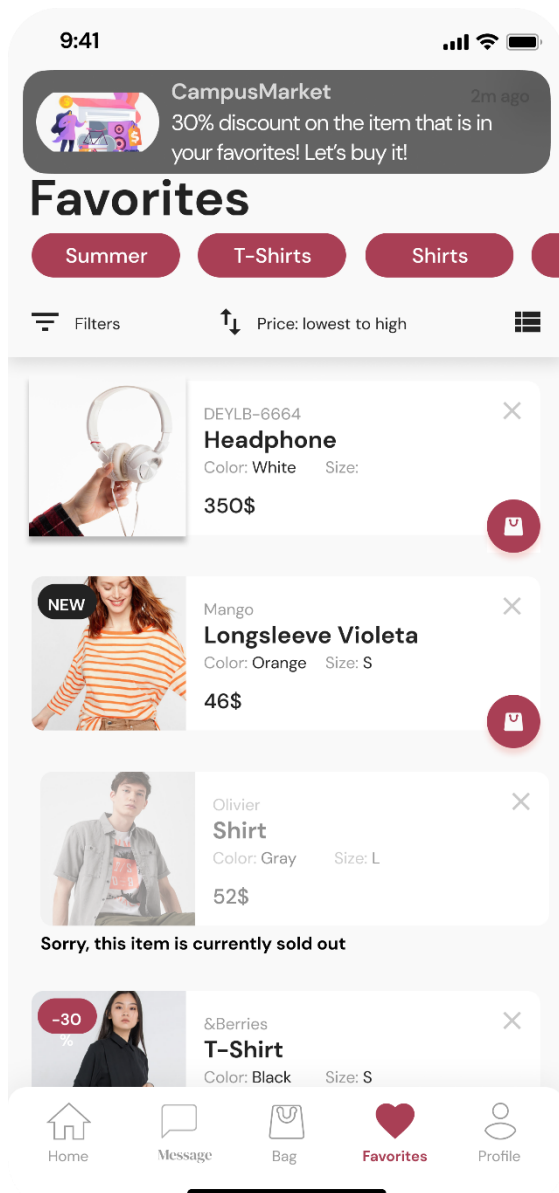 9:41
CampusMarket
2m ago
30% discount on the item that is in
your favorites! Let's buy it!
Favorites
Summer
T-Shirts
Shirts
Filters
Price: lowest to high
DEYLB-6664
Headphone
Color: White Size:
350$
NEW
Mango
Longsleeve Violeta
Color: Orange Size: S
46$
Olivier
Shirt
Color: Gray Size: L
52$
Sorry, this item is currently sold out
-30
%
&Berries
T-Shirt
Color: Black Size: S
Home
Message
Bag
Favorites
Profile